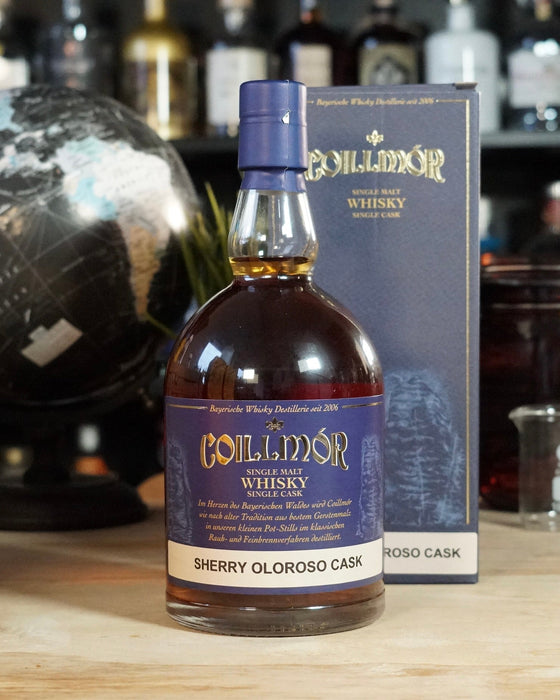 Bayerische Whisky Destillerie seit 2006
COILLMÓR
SINGLE MALT
WHISKY
SINGLE CASK
Bayerische Whisky Destillerie seit 2006
COILLMÓR
SINGLE MALT
WHISKY
SINGLE CASK
Im Herzen des Bayerischen Waldes wird Coillmór
wie nach alter Tradition aus bestem Gerstenmalz
in unseren kleinen Pot-Stills im klassischen
Rauh- und Feinbrennverfahren destilliert.
SHERRY OLOROSO CASK
ROSO CASK